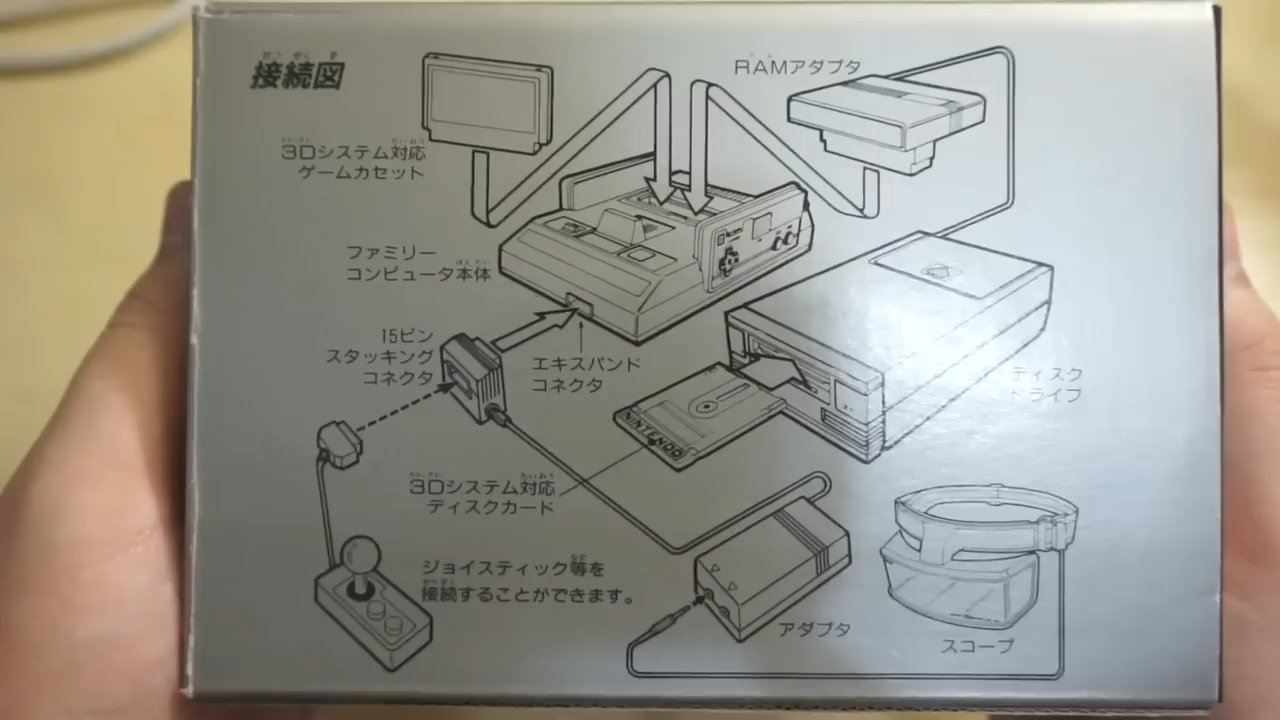 接続図
3Dシステム対応
ゲームカセット
RAMアダプタ
ファミリー
コンピュータ本体
15ピン
スタッキング
コネクタ
エキスパンド
コネクタ
ディスク
ドライブ
NINTENDO
3Dシステム対応
ディスクカード
ジョイスティック等を
接続することができます。
アダプタ
スコープ